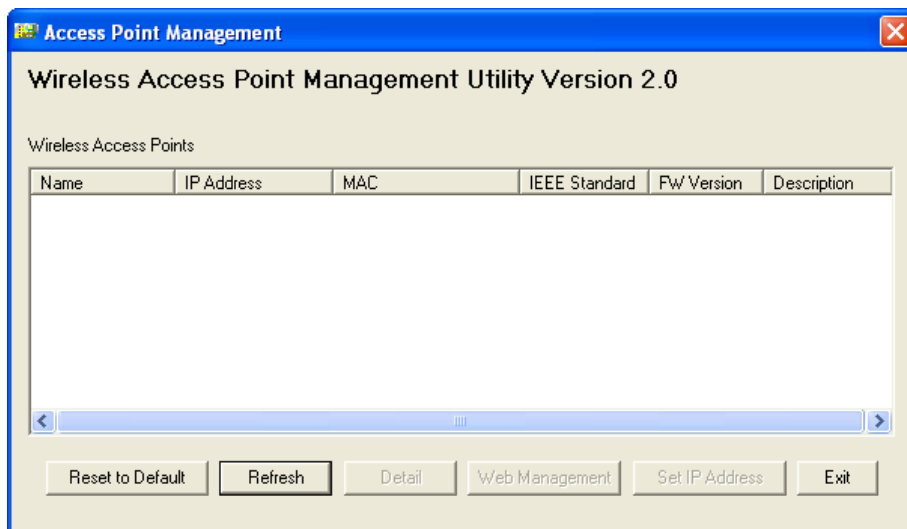 Access Point Management
Wireless Access Point Management Utility Version 2.0
Wireless Access Points
Name IP Address MAC IEEE Standard FW Version Description
Reset to Default Refresh Detail Web Management Set IP Address Exit